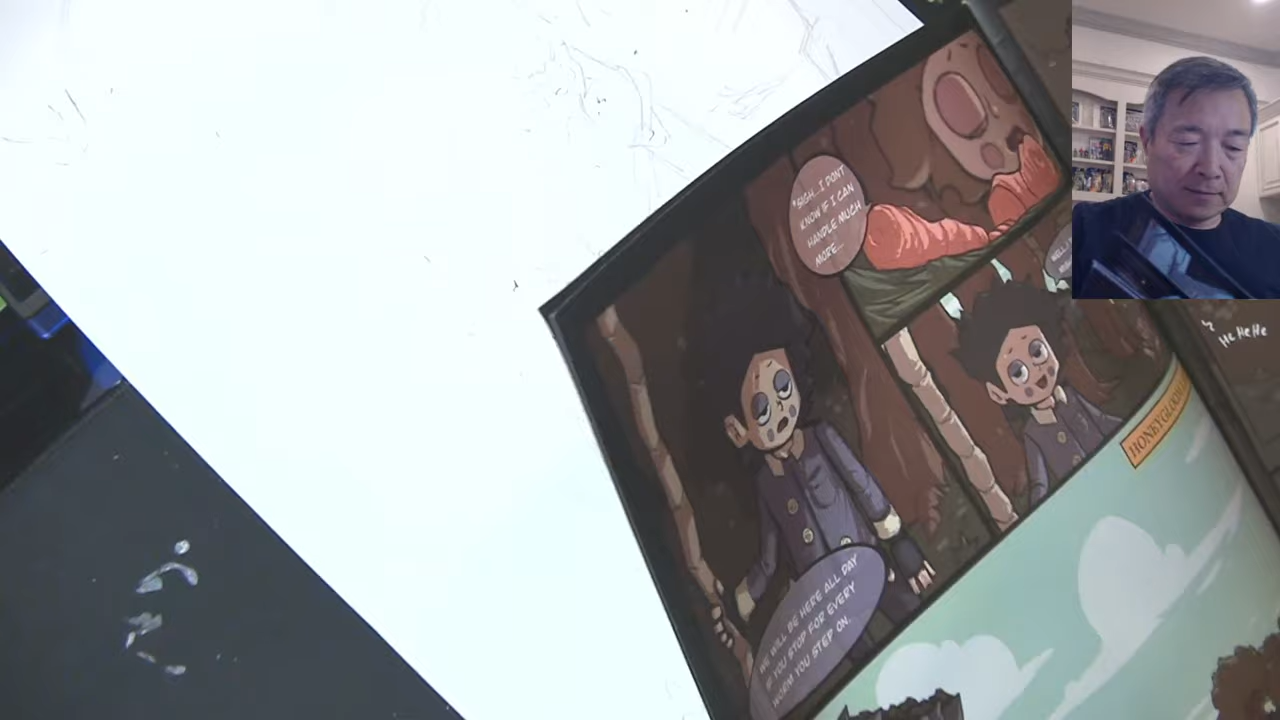 *SIGH...I DON'T
KNOW IF I CAN
HANDLE MUCH
MORE...
WE WILL BE HERE ALL DAY
IF YOU STOP FOR EVERY
WORM YOU STEP ON.
He He He